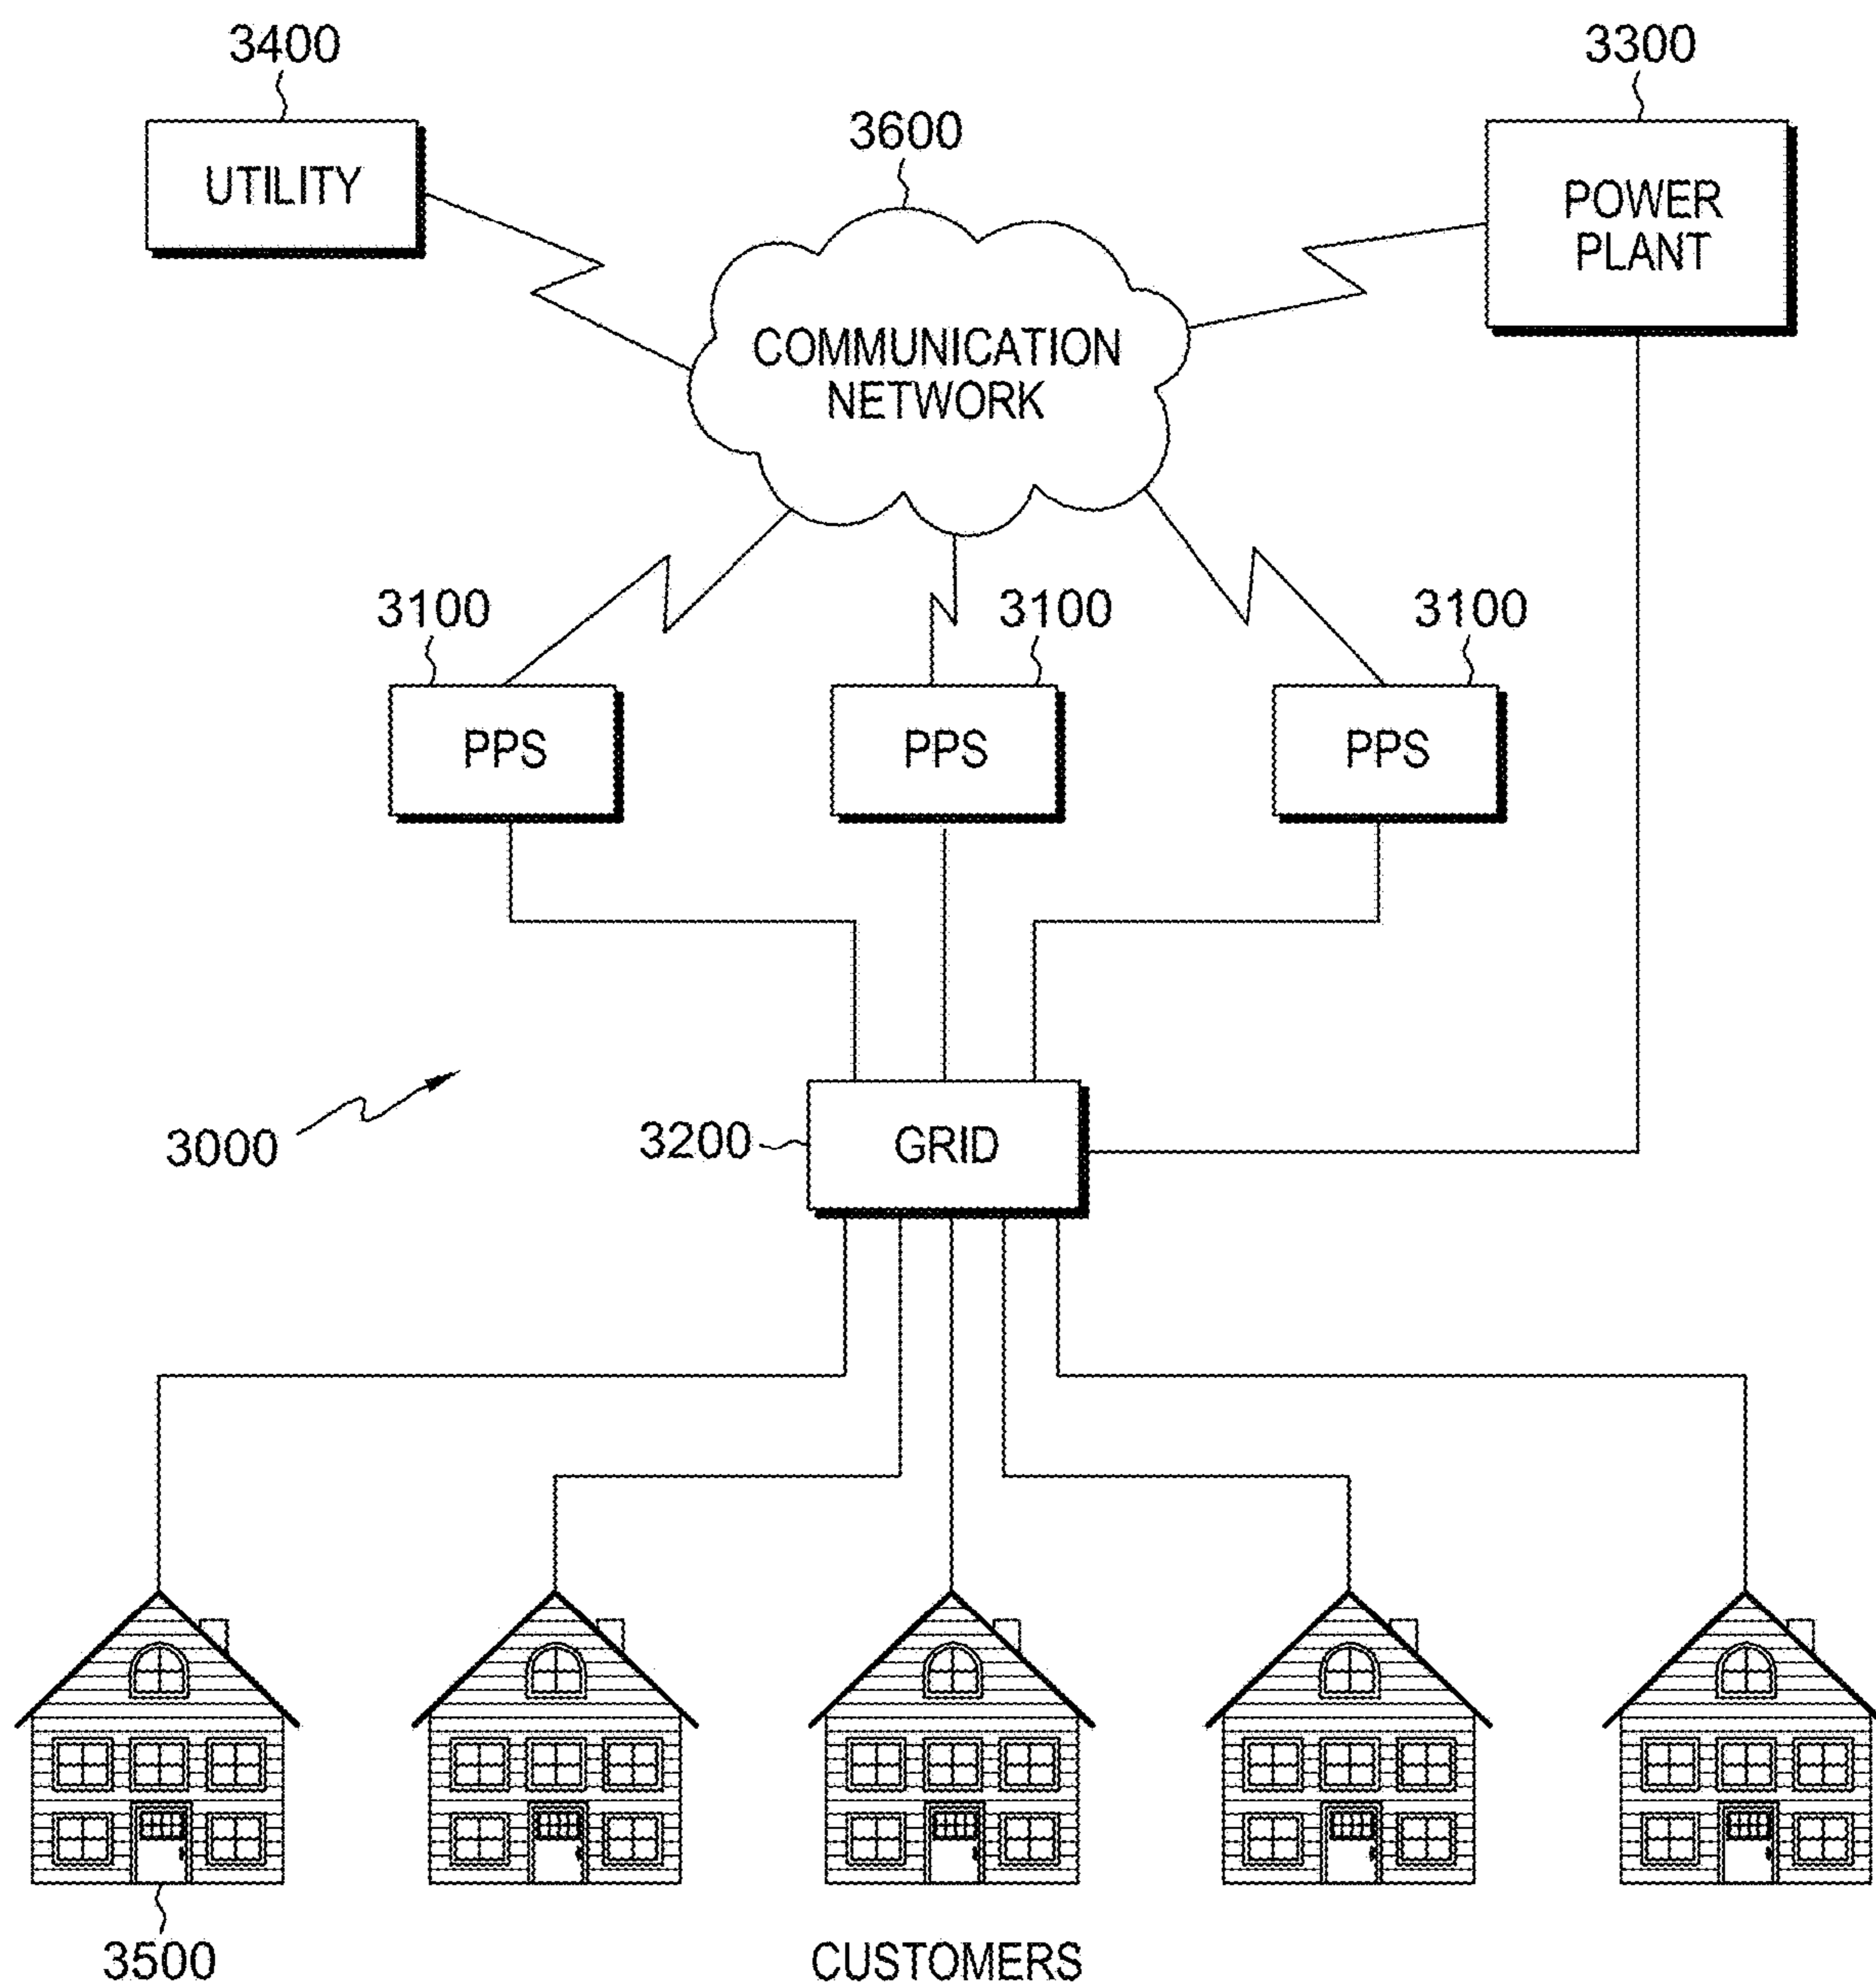 3400
3300
3600
UTILITY
POWER
PLANT
COMMUNICATION
NETWORK
3100
3100
3100
PPS
PPS
PPS
3000
3200
GRID
3500
CUSTOMERS